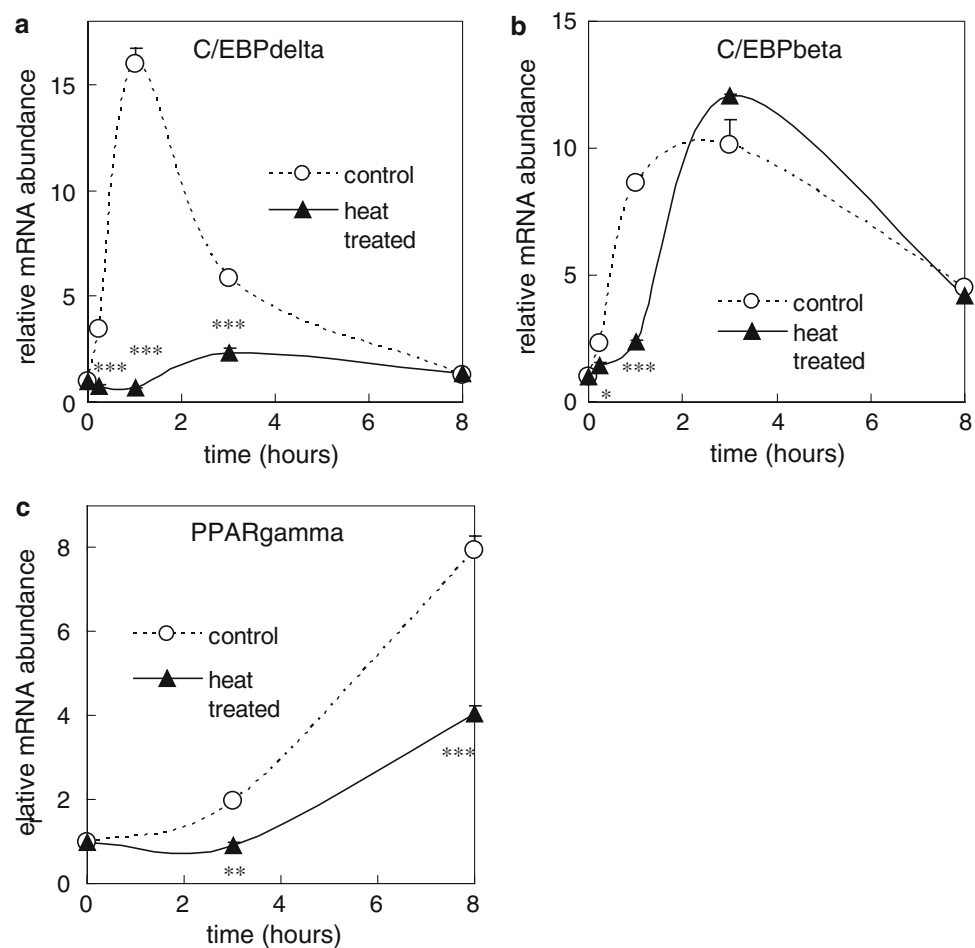 a
C/EBPdelta
relative mRNA abundance
15
10
5
0
control
heat
treated
***
***
***
0 2 4 6 8
time (hours)
b
C/EBPbeta
relative mRNA abundance
15
10
5
0
control
heat
treated
*
***
0 2 4 6 8
time (hours)
c
PPARgamma
relative mRNA abundance
8
6
4
2
0
control
heat
treated
**
***
0 2 4 6 8
time (hours)